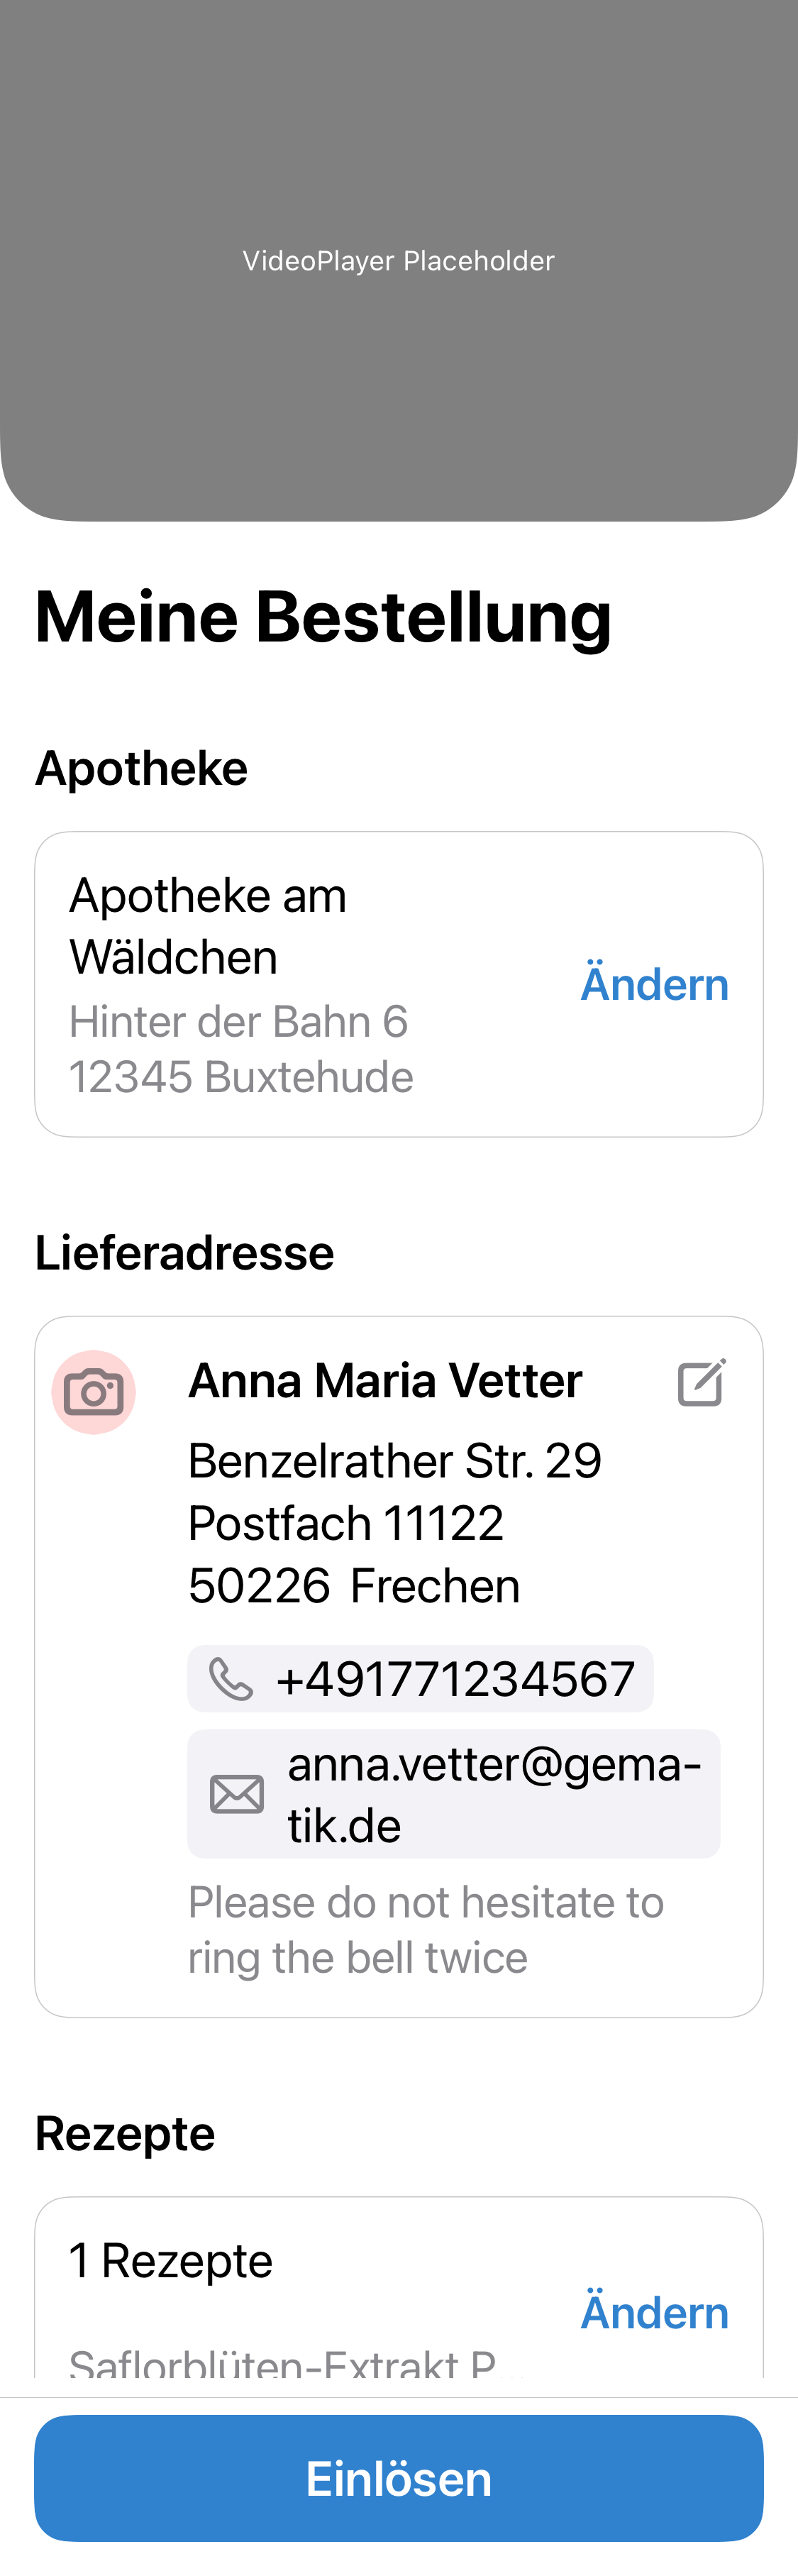 VideoPlayer Placeholder
Meine Bestellung
Apotheke
Apotheke am
Wäldchen
Hinter der Bahn 6
12345 Buxtehude
Ändern
Lieferadresse
Anna Maria Vetter
Benzelrather Str. 29
Postfach 11122
50226 Frechen
+491771234567
anna.vetter@gema-
tik.de
Please do not hesitate to
ring the bell twice
Rezepte
1 Rezepte
Ändern
Saflorblüten-Extrakt P...
Einlösen